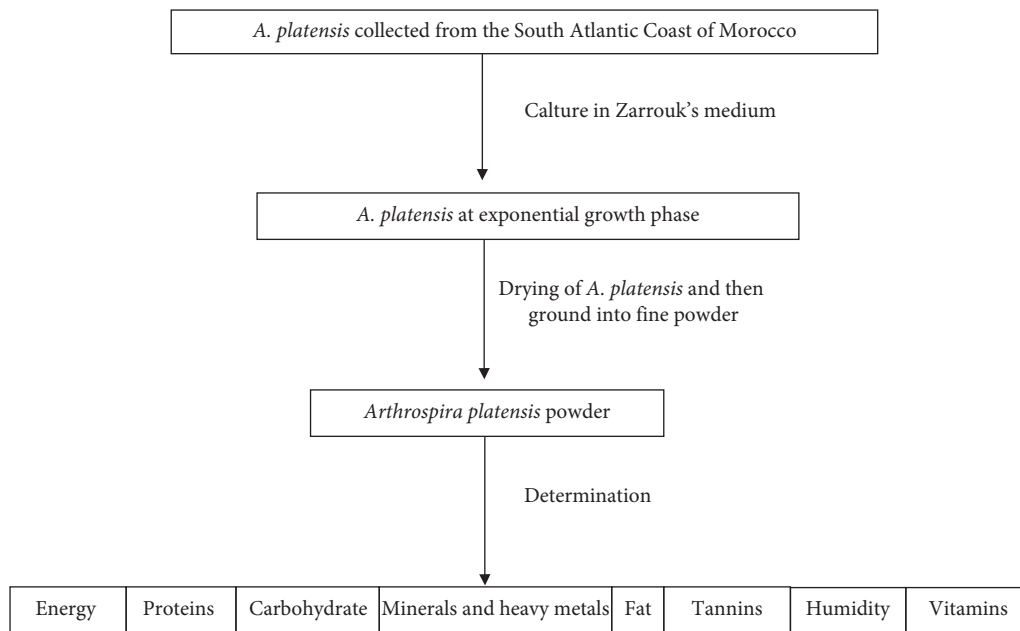 A. platensis collected from the South Atlantic Coast of Morocco
Calture in Zarrouk's medium
A. platensis at exponential growth phase
Drying of A. platensis and then
ground into fine powder
Arthrospira platensis powder
Determination
Energy Proteins Carbohydrate Minerals and heavy metals Fat Tannins Humidity Vitamins